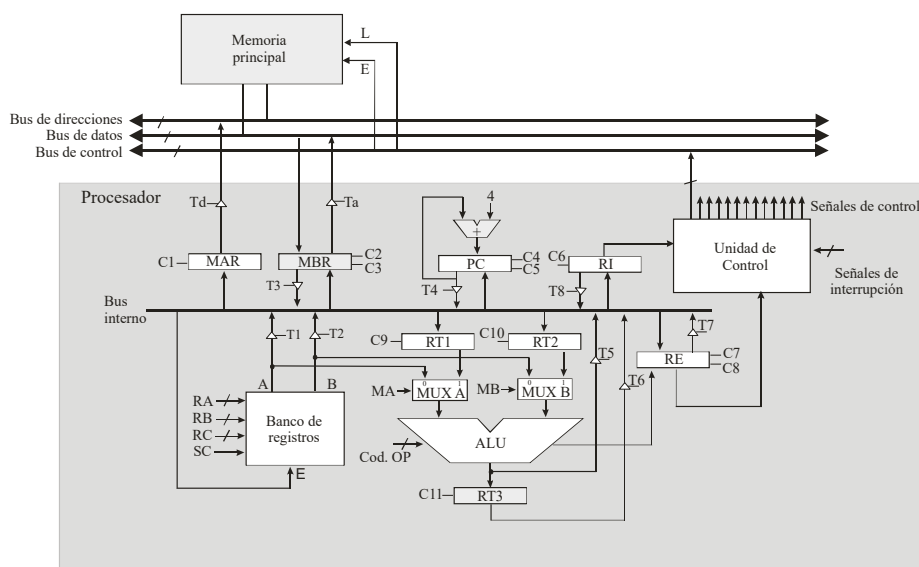 Memoria
principal
L
E
Bus de direcciones
Bus de datos
Bus de control
Procesador
Td
Ta
4
+
Señales de control
Unidad de
Control
Señales de
interrupción
C1
MAR
MBR
C2
C3
PC
C4
C5
C6
RI
T3
T4
T8
Bus
interno
T1
T2
C9
RT1
C10
RT2
T5
T6
T7
RE
C7
C8
A
B
MA
0
1
MUX A
MB
0
1
MUX B
RA
RB
RC
SC
Banco de
registros
E
Cod. OP
ALU
C11
RT3